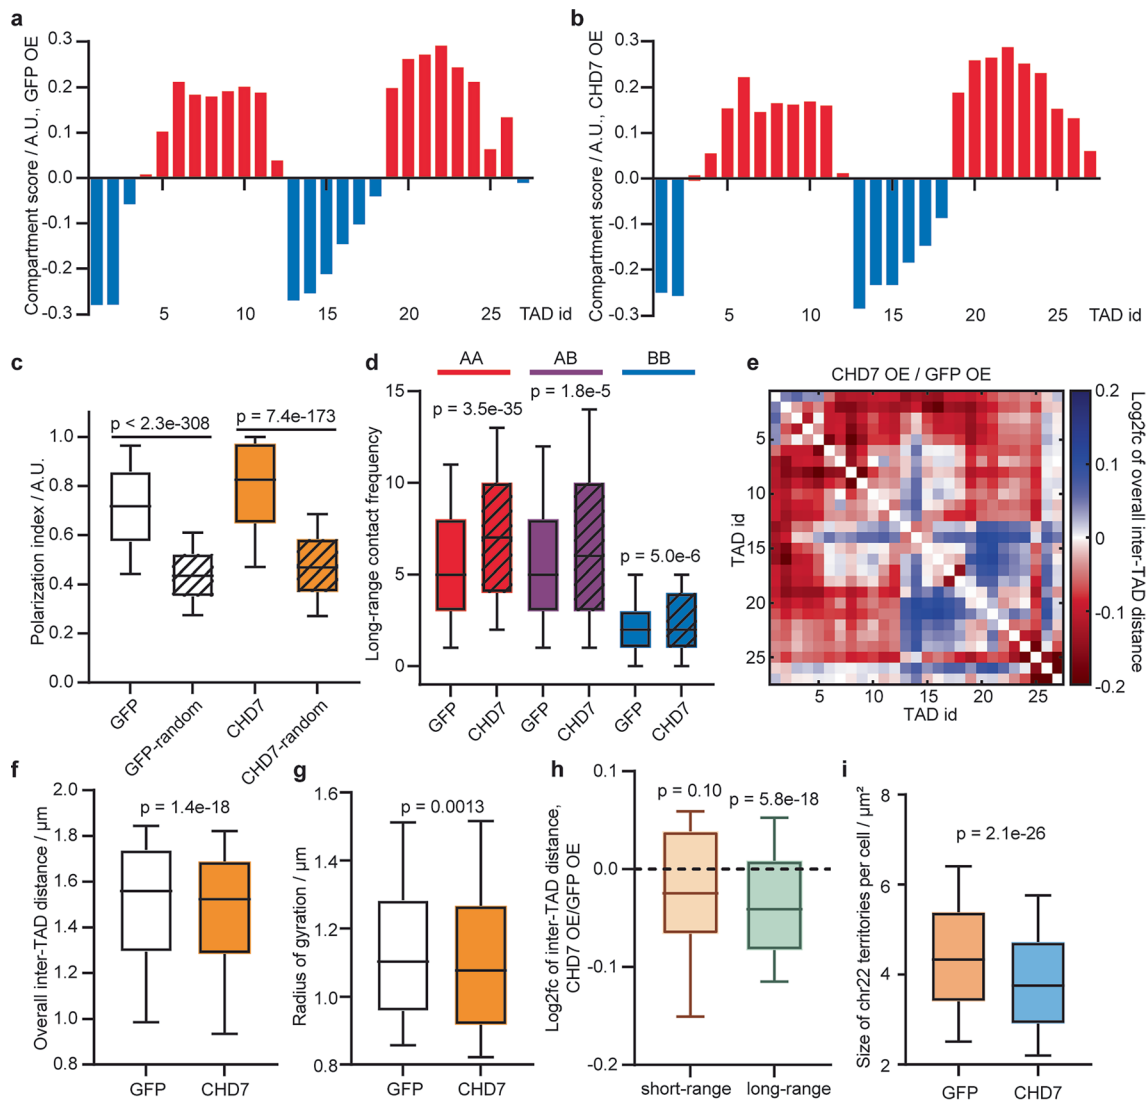 a
Compartment score / A.U., GFP OE
0.3
0.2
0.1
0.0
-0.1
-0.2
-0.3
5 10 15 20 25 TAD id
b
Compartment score / A.U., CHD7 OE
0.3
0.2
0.1
0.0
-0.1
-0.2
-0.3
5 10 15 20 25 TAD id
c
Polarization index / A.U.
1.0
0.8
0.6
0.4
0.2
0.0
p < 2.3e-308
p = 7.4e-173
GFP
GFP-random
CHD7
CHD7-random
d
AA AB BB
Long-range contact frequency
15
10
5
0
p = 3.5e-35
p = 1.8e-5
p = 5.0e-6
GFP
CHD7
GFP
CHD7
GFP
CHD7
e
CHD7 OE / GFP OE
TAD id
5
10
15
20
25
5 10 15 20 25
TAD id
0.2
0.1
0
-0.1
-0.2
Log2fc of overall inter-TAD distance
f
Overall inter-TAD distance / µm
2.0
1.8
1.6
1.4
1.2
1.0
0.8
p = 1.4e-18
GFP CHD7
g
Radius of gyration / µm
1.6
1.4
1.2
1.0
0.8
p = 0.0013
GFP CHD7
h
Log2fc of inter-TAD distance,
CHD7 OE/GFP OE
0.1
0.0
-0.1
-0.2
p = 0.10
p = 5.8e-18
short-range long-range
i
Size of chr22 territories per cell / µm²
8
6
4
2
p = 2.1e-26
GFP CHD7